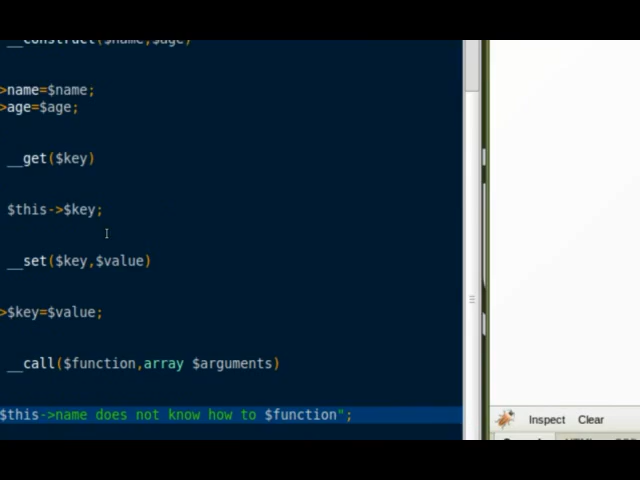 __construct($name,$age)
>name=$name;
>age=$age;
__get($key)
$this->$key;
__set($key,$value)
>$key=$value;
__call($function,array $arguments)
$this->name does not know how to $function";
Inspect Clear